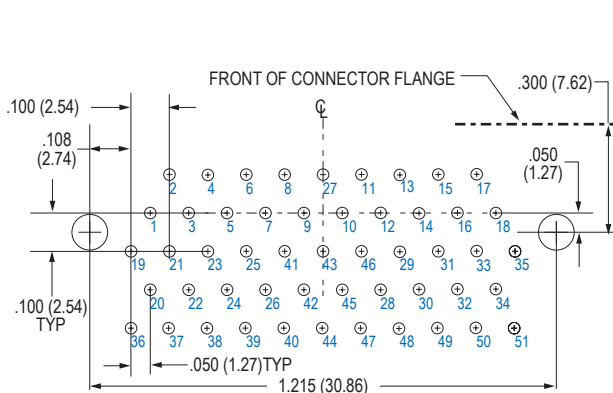 FRONT OF CONNECTOR FLANGE
.300 (7.62)
.100 (2.54)
℄
.108
(2.74)
.050
(1.27)
2 4 6 8 27 11 13 15 17
1 3 5 7 9 10 12 14 16 18
19 21 23 25 41 43 46 29 31 33 35
20 22 24 26 42 45 28 30 32 34
.100 (2.54)
TYP
36 37 38 39 40 44 47 48 49 50 51
.050 (1.27)TYP
1.215 (30.86)